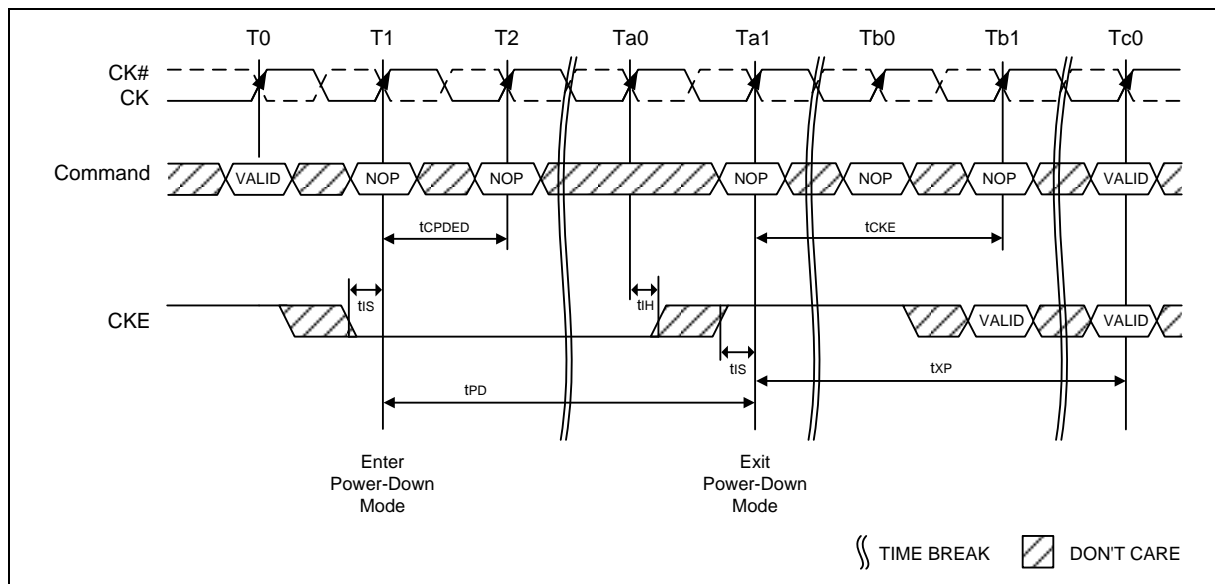 T0 T1 T2 Ta0 Ta1 Tb0 Tb1 Tc0
CK#
CK
Command VALID NOP NOP NOP NOP NOP VALID
tCPDED tCKE
tIS tIH
CKE VALID VALID
tIS
tPD tXP
Enter
Power-Down
Mode
Exit
Power-Down
Mode
TIME BREAK DON'T CARE